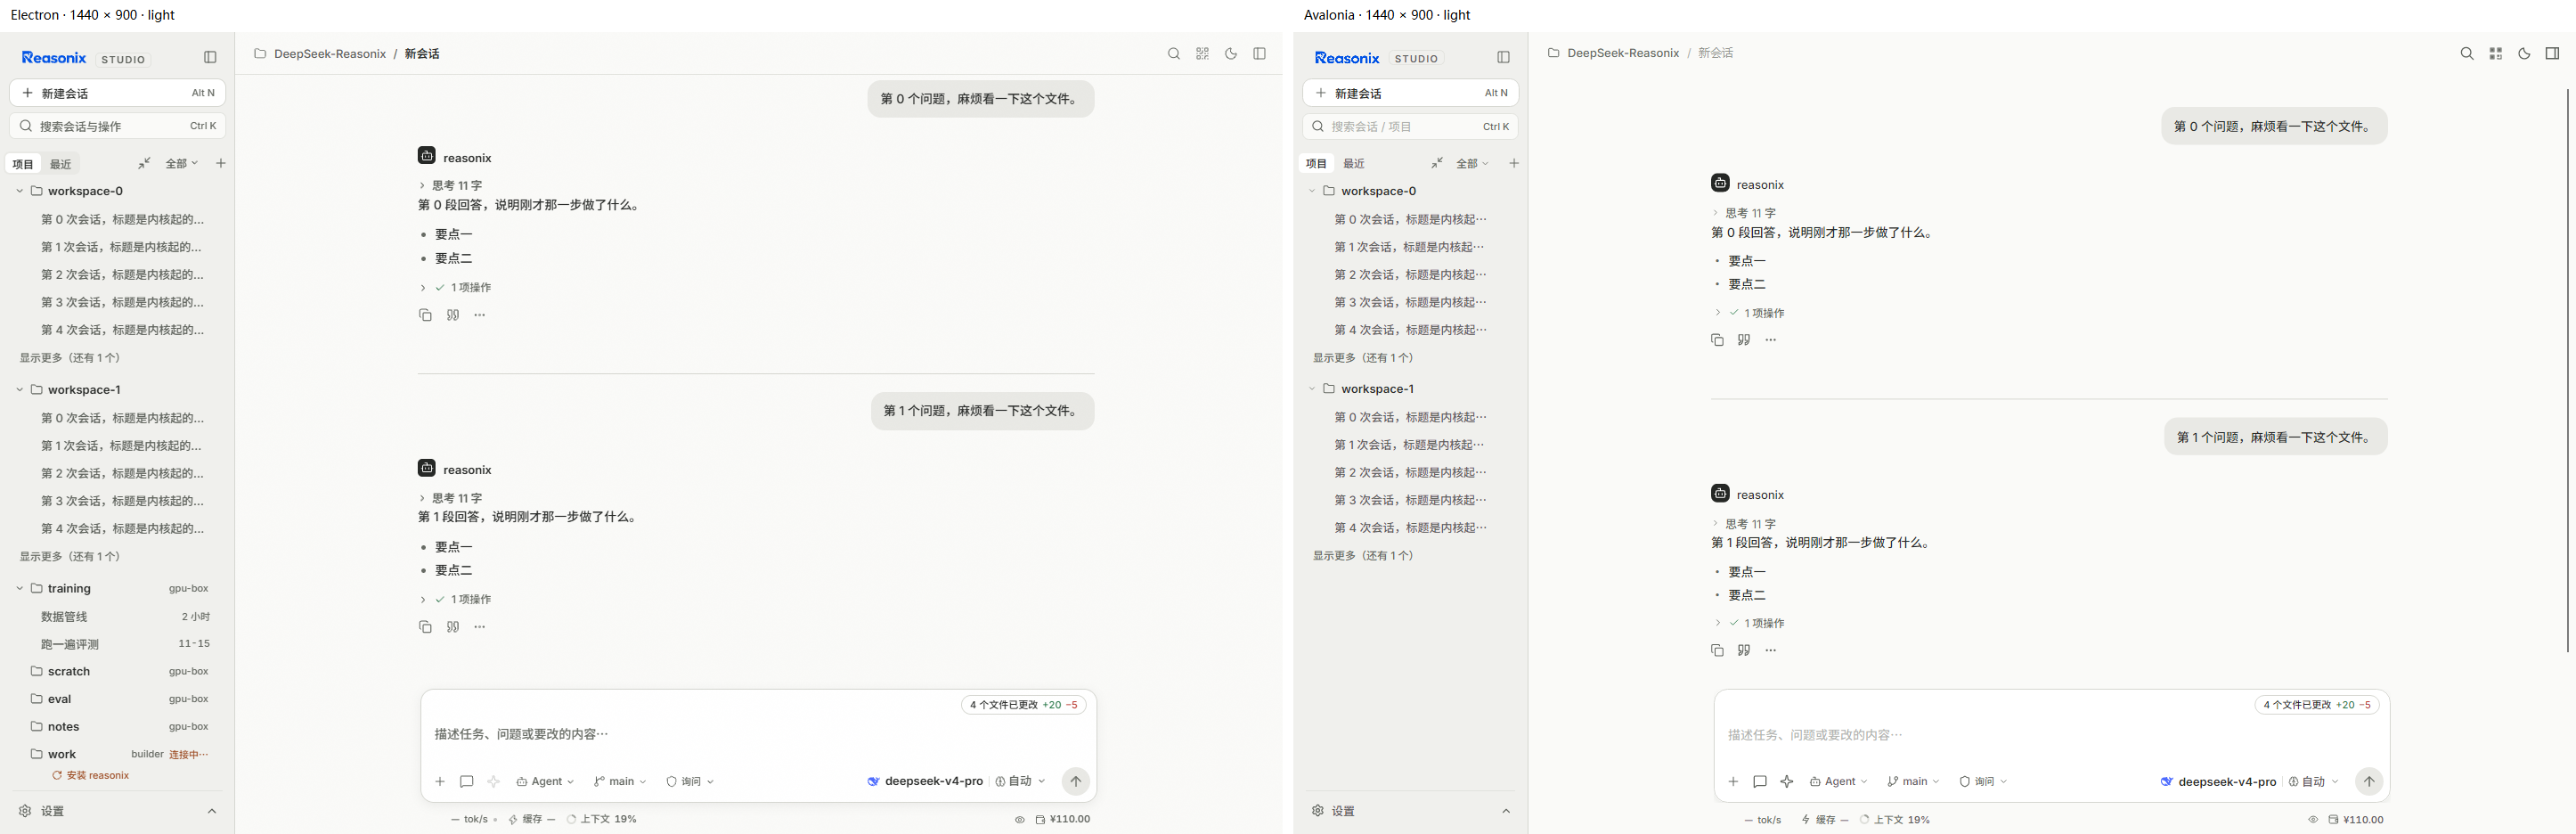 Electron · 1440 × 900 · light
Reasonix STUDIO
新建会话 Alt N
搜索会话与操作 Ctrl K
项目 最近 全部
workspace-0
第 0 次会话，标题是内核起的...
第 1 次会话，标题是内核起的...
第 2 次会话，标题是内核起的...
第 3 次会话，标题是内核起的...
第 4 次会话，标题是内核起的...
显示更多（还有 1 个）
workspace-1
第 0 次会话，标题是内核起的...
第 1 次会话，标题是内核起的...
第 2 次会话，标题是内核起的...
第 3 次会话，标题是内核起的...
第 4 次会话，标题是内核起的...
显示更多（还有 1 个）
training gpu-box
数据管线 2 小时
跑一遍评测 11-15
scratch gpu-box
eval gpu-box
notes gpu-box
work builder 连接中…
安装 reasonix
设置
DeepSeek-Reasonix / 新会话
第 0 个问题，麻烦看一下这个文件。
reasonix
思考 11 字
第 0 段回答，说明刚才那一步做了什么。
• 要点一
• 要点二
1 项操作
第 1 个问题，麻烦看一下这个文件。
reasonix
思考 11 字
第 1 段回答，说明刚才那一步做了什么。
• 要点一
• 要点二
1 项操作
4 个文件已更改 +20 −5
描述任务、问题或要改的内容…
Agent main 询问 deepseek-v4-pro 自动
— tok/s 缓存 — 上下文 19% ¥110.00
Avalonia · 1440 × 900 · light
Reasonix STUDIO
新建会话 Alt N
搜索会话 / 项目 Ctrl K
项目 最近 全部
workspace-0
第 0 次会话，标题是内核起…
第 1 次会话，标题是内核起…
第 2 次会话，标题是内核起…
第 3 次会话，标题是内核起…
第 4 次会话，标题是内核起…
显示更多（还有 1 个）
workspace-1
第 0 次会话，标题是内核起…
第 1 次会话，标题是内核起…
第 2 次会话，标题是内核起…
第 3 次会话，标题是内核起…
第 4 次会话，标题是内核起…
显示更多（还有 1 个）
设置
DeepSeek-Reasonix / 新会话
第 0 个问题，麻烦看一下这个文件。
reasonix
思考 11 字
第 0 段回答，说明刚才那一步做了什么。
• 要点一
• 要点二
1 项操作
第 1 个问题，麻烦看一下这个文件。
reasonix
思考 11 字
第 1 段回答，说明刚才那一步做了什么。
• 要点一
• 要点二
1 项操作
4 个文件已更改 +20 −5
描述任务、问题或要改的内容…
Agent main 询问 deepseek-v4-pro 自动
— tok/s 缓存 — 上下文 19% ¥110.00